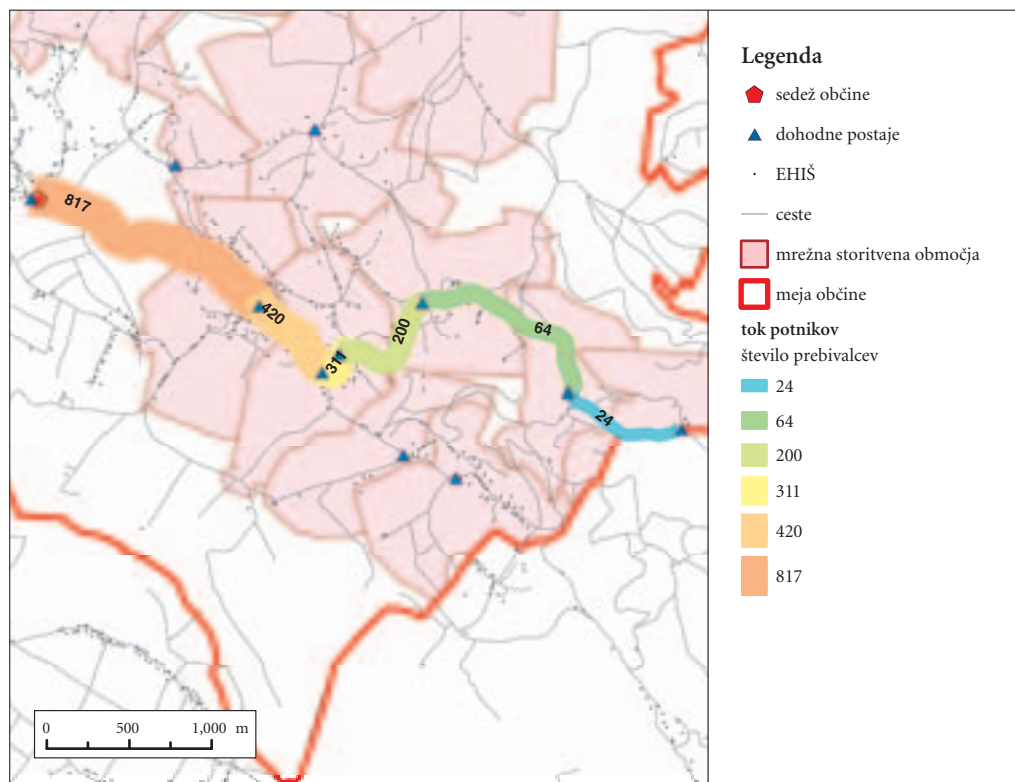 817
420
311
200
64
24
0 500 1,000 m
Legenda
sedež občine
dohodne postaje
EHIŠ
ceste
mrežna storitvena območja
meja občine
tok potnikov
število prebivalcev
24
64
200
311
420
817